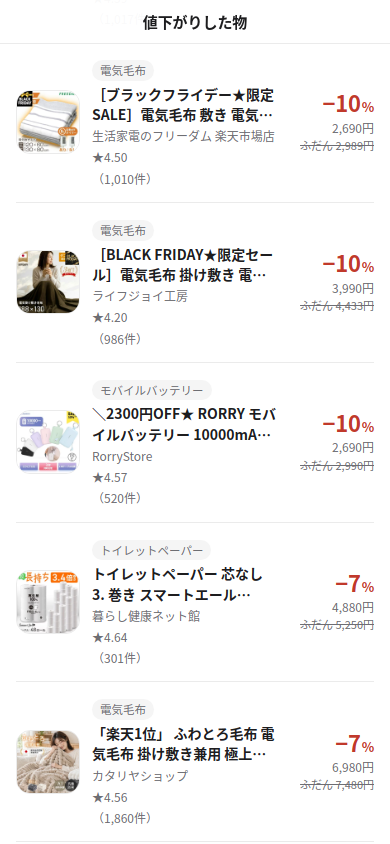 値下がりした物
電気毛布
［ブラックフライデー★限定
SALE］電気毛布 敷き 電気…
生活家電のフリーダム 楽天市場店
★4.50
（1,010件）
−10%
2,690円
ふだん 2,989円
電気毛布
［BLACK FRIDAY★限定セー
ル］電気毛布 掛け敷き 電…
ライフジョイ工房
★4.20
（986件）
−10%
3,990円
ふだん 4,433円
モバイルバッテリー
＼2300円OFF★ RORRY モバ
イルバッテリー 10000mA…
RorryStore
★4.57
（520件）
−10%
2,690円
ふだん 2,990円
トイレットペーパー
長持ち 3.4倍
トイレットペーパー 芯なし
3. 巻き スマートエール…
暮らし健康ネット館
★4.64
（301件）
−7%
4,880円
ふだん 5,250円
電気毛布
「楽天1位」 ふわとろ毛布 電
気毛布 掛け敷き兼用 極上…
カタリヤショップ
★4.56
（1,860件）
−7%
6,980円
ふだん 7,480円